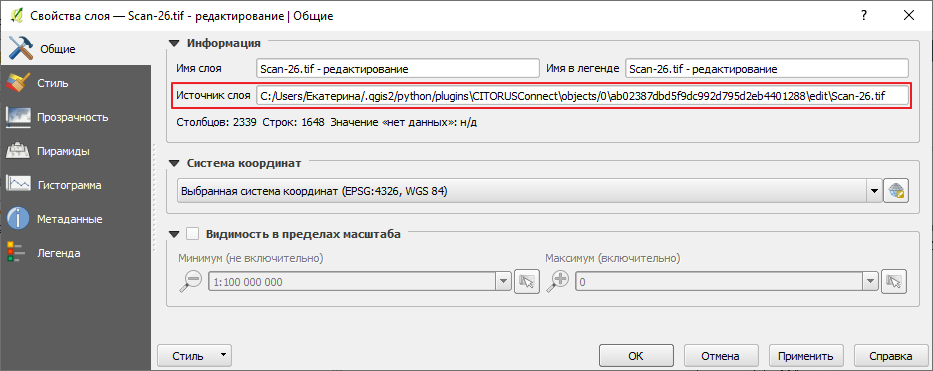 Свойства слоя — Scan-26.tif - редактирование | Общие
Общие
Стиль
Прозрачность
Пирамиды
Гистограмма
Метаданные
Легенда
Информация
Имя слоя Scan-26.tif - редактирование Имя в легенде Scan-26.tif - редактирование
Источник слоя C:/Users/Екатерина/.qgis2/python/plugins\CITORUSConnect\objects/0\ab02387dbd5f9dc992d795d2eb4401288\edit\Scan-26.tif
Столбцов: 2339 Строк: 1648 Значение «нет данных»: н/д
Система координат
Выбранная система координат (EPSG:4326, WGS 84)
Видимость в пределах масштаба
Минимум (не включительно) Максимум (включительно)
1:100 000 000 0
Стиль OK Отмена Применить Справка